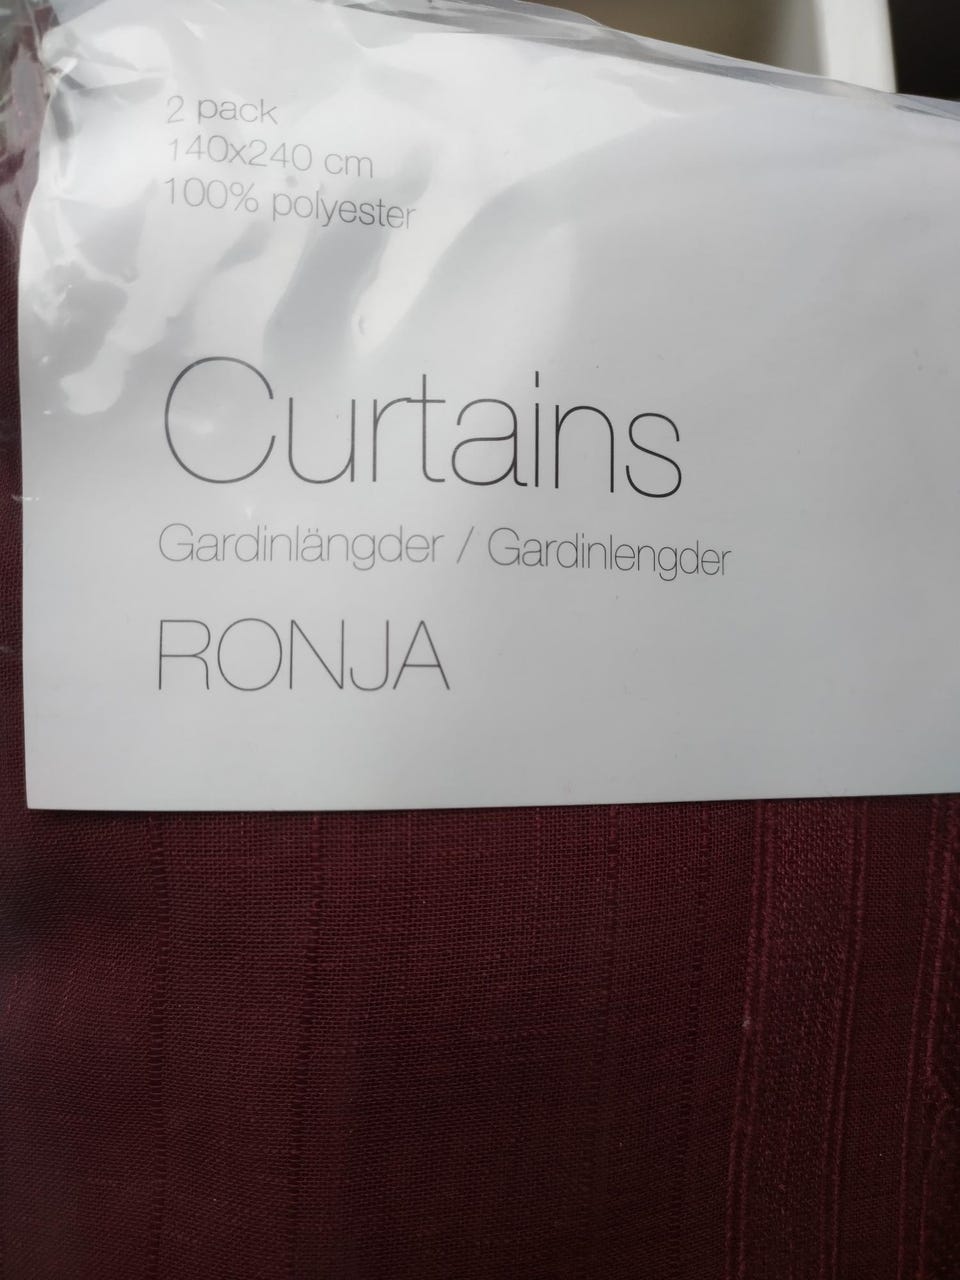 2 pack
140x240 cm
100% polyester
Curtains
Gardinlängder / Gardinlengder
RONJA